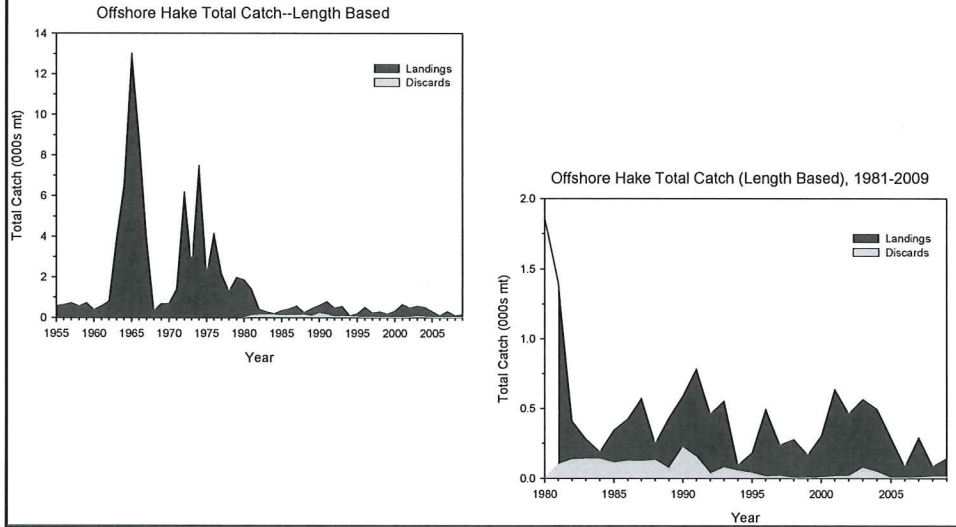 Offshore Hake Total Catch--Length Based
14
12
10
8
6
4
2
0
Total Catch (000s mt)
Landings
Discards
1955 1960 1965 1970 1975 1980 1985 1990 1995 2000 2005
Year
Offshore Hake Total Catch (Length Based), 1981-2009
2.0
1.5
1.0
0.5
0.0
Total Catch (000s mt)
Landings
Discards
1980 1985 1990 1995 2000 2005
Year